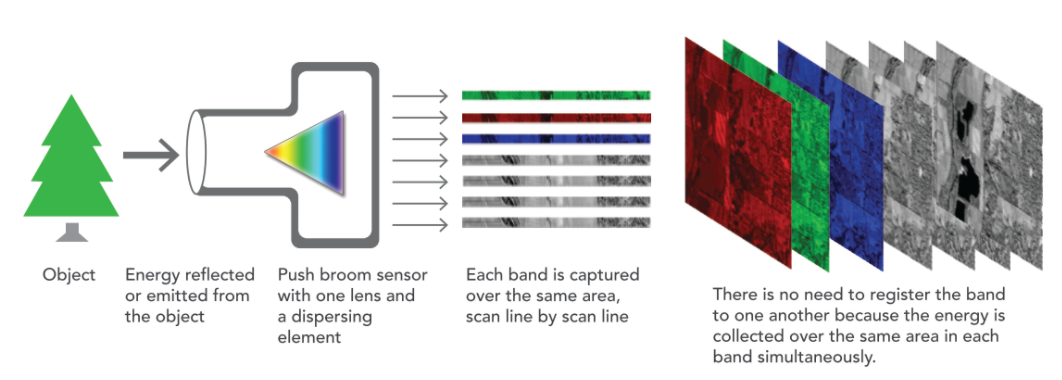 Object
Energy reflected
or emitted from
the object
Push broom sensor
with one lens and
a dispersing
element
Each band is captured
over the same area,
scan line by scan line
There is no need to register the band
to one another because the energy is
collected over the same area in each
band simultaneously.